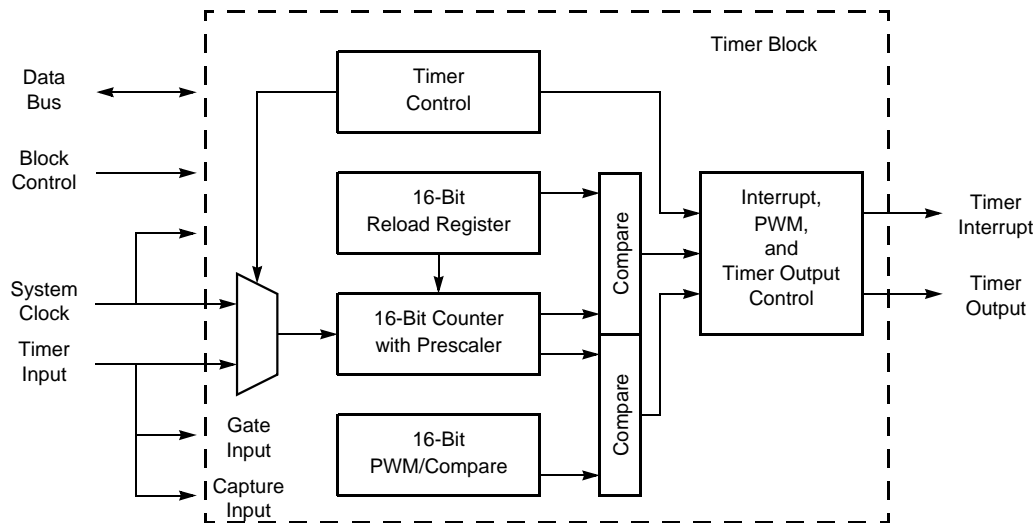 Timer Block
Data
Bus
Timer
Control
Block
Control
16-Bit
Reload Register
Compare
Interrupt,
PWM,
and
Timer Output
Control
Timer
Interrupt
System
Clock
Timer
Output
16-Bit Counter
with Prescaler
Timer
Input
Compare
Gate
Input
16-Bit
PWM/Compare
Capture
Input